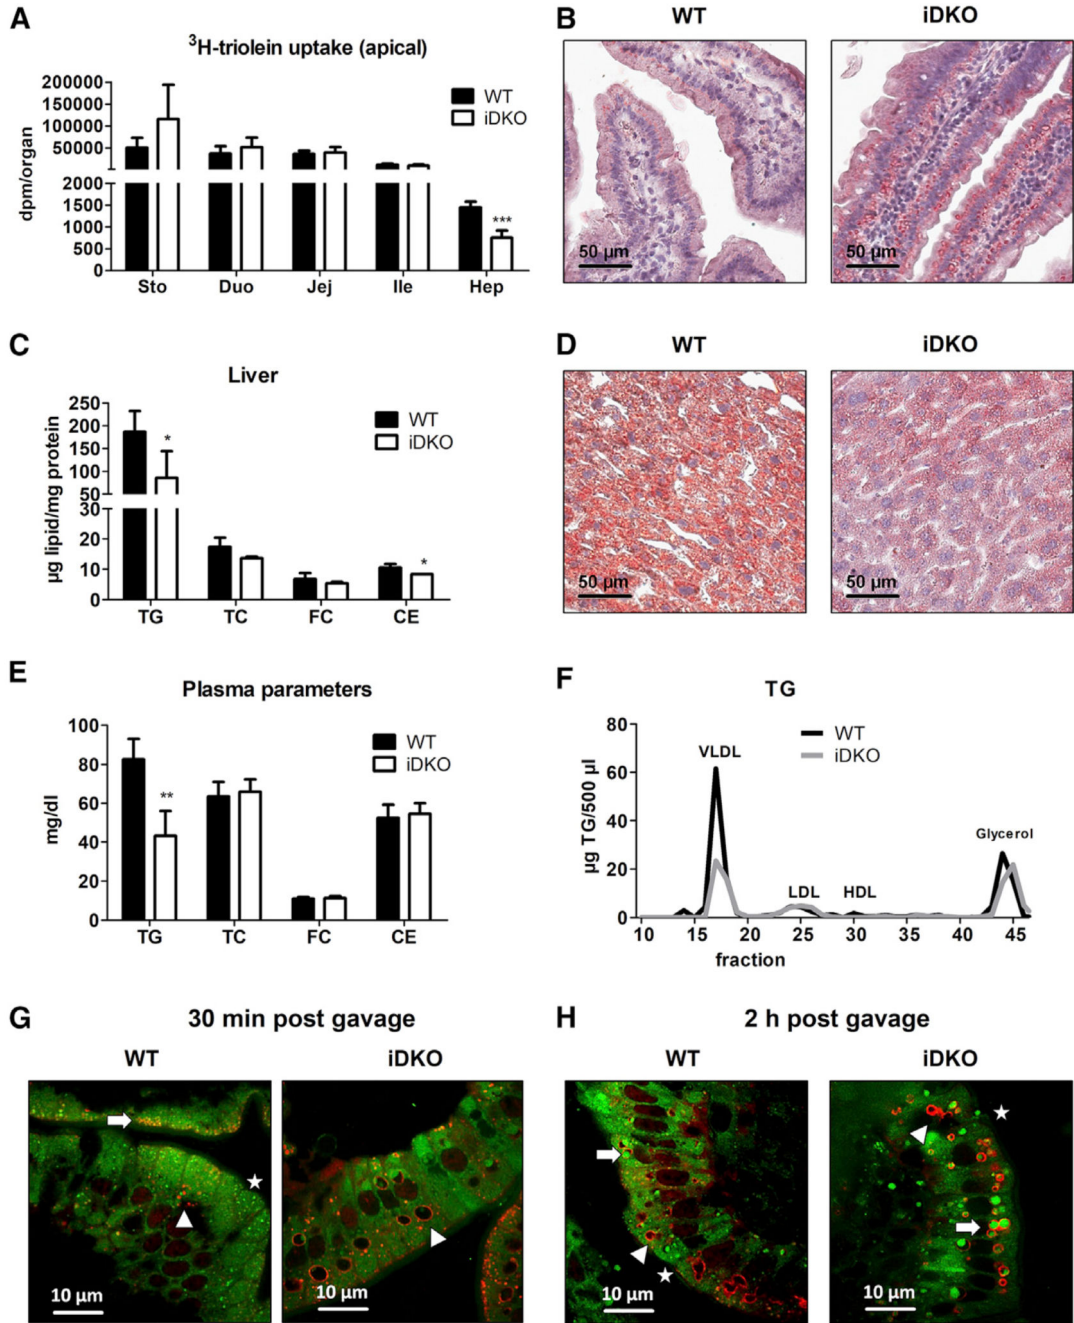 A
³H-triolein uptake (apical)
dpm/organ
200000
150000
100000
50000
2000
1500
1000
500
0
WT
iDKO
***
Sto Duo Jej Ile Hep
B
WT iDKO
50 µm 50 µm
C
Liver
µg lipid/mg protein
250
200
150
100
50
30
20
10
0
WT
iDKO
*
*
TG TC FC CE
D
WT iDKO
50 µm 50 µm
E
Plasma parameters
mg/dl
100
80
60
40
20
0
WT
iDKO
**
TG TC FC CE
F
TG
µg TG/500 µl
80
60
40
20
0
WT
iDKO
VLDL
LDL HDL
Glycerol
10 15 20 25 30 35 40 45
fraction
G
30 min post gavage
WT iDKO
10 µm 10 µm
H
2 h post gavage
WT iDKO
10 µm 10 µm